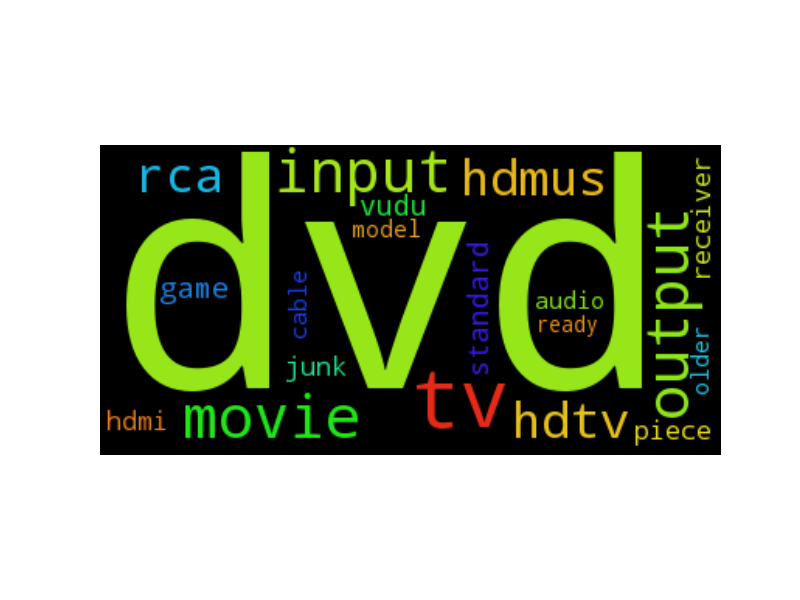 rca
input
hdmus
receiver
vudu
model
dvd
game
cable
standard
audio
ready
output
older
junk
tv
movie
hdtv
hdmi
piece